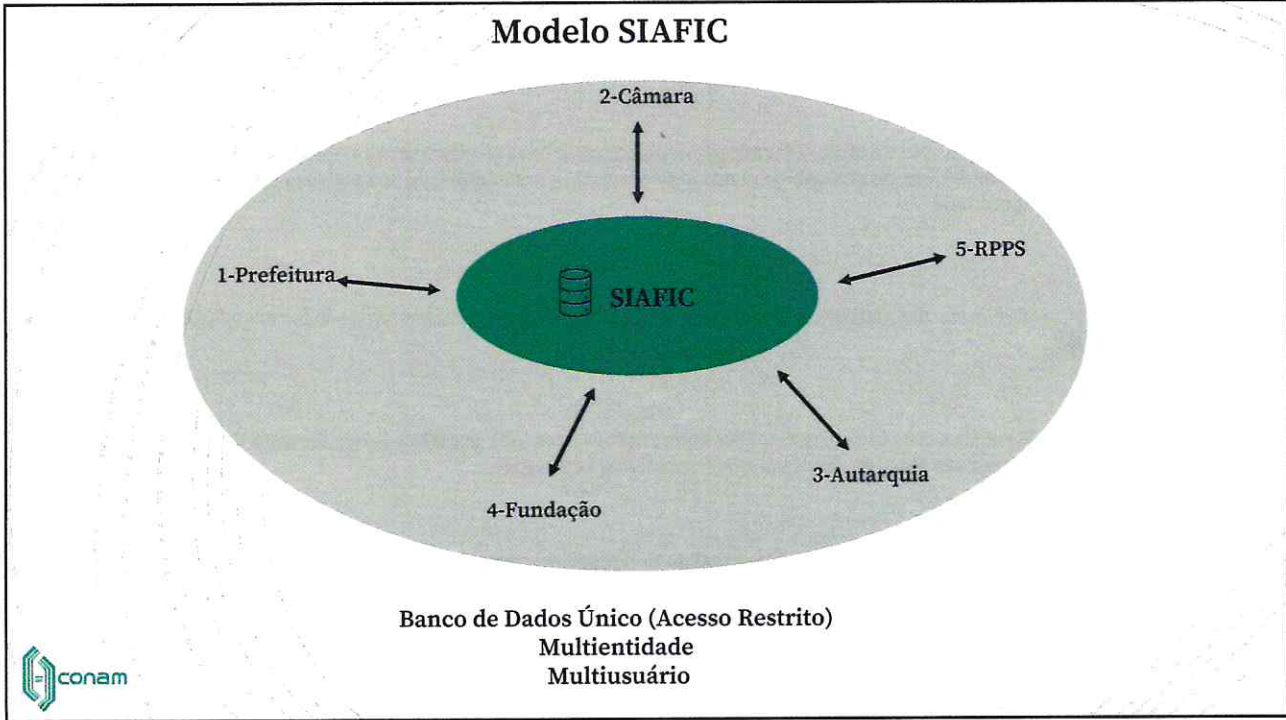 Modelo SIAFIC
2-Câmara
5-RPPS
1-Prefeitura
SIAFIC
3-Autarquia
4-Fundação
Banco de Dados Único (Acesso Restrito)
Multientidade
Multiusuário
conam